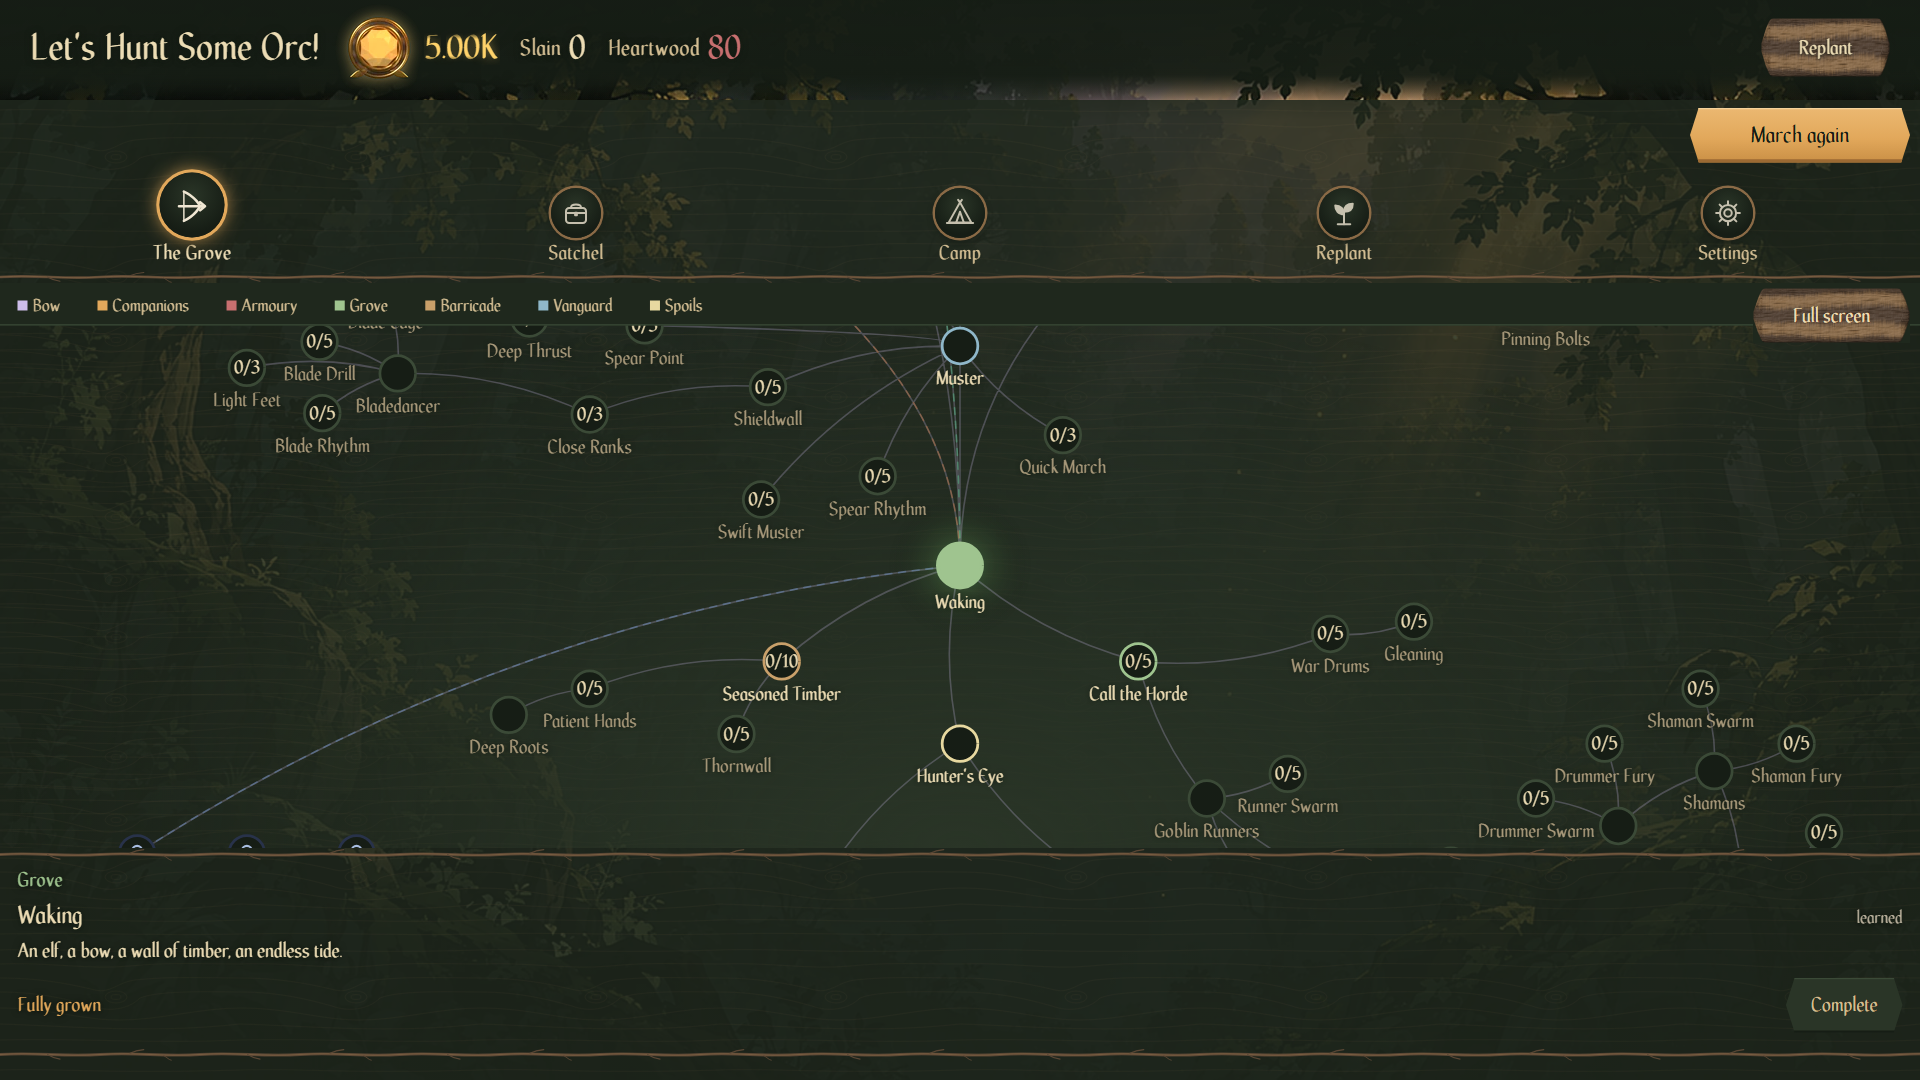 Let's Hunt Some Orc!
5.00K
Slain 0
Heartwood 80
Replant
March again
The Grove
Satchel
Camp
Replant
Settings
Bow
Companions
Armoury
Grove
Barricade
Vanguard
Spoils
Full screen
0/5
Blade Drill
0/3
Light Feet
0/5
Blade Rhythm
Bladedancer
Deep Thrust
0/5
Spear Point
0/3
Close Ranks
0/5
Shieldwall
Muster
Pinning Bolts
0/3
Quick March
0/5
Spear Rhythm
0/5
Swift Muster
Waking
0/10
Seasoned Timber
0/5
Patient Hands
Deep Roots
0/5
Thornwall
Hunter's Eye
0/5
Call the Horde
0/5
War Drums
0/5
Gleaning
0/5
Runner Swarm
Goblin Runners
0/5
Shaman Swarm
0/5
Drummer Fury
0/5
Shaman Fury
Shamans
0/5
Drummer Swarm
0/5
Grove
Waking
An elf, a bow, a wall of timber, an endless tide.
Fully grown
learned
Complete